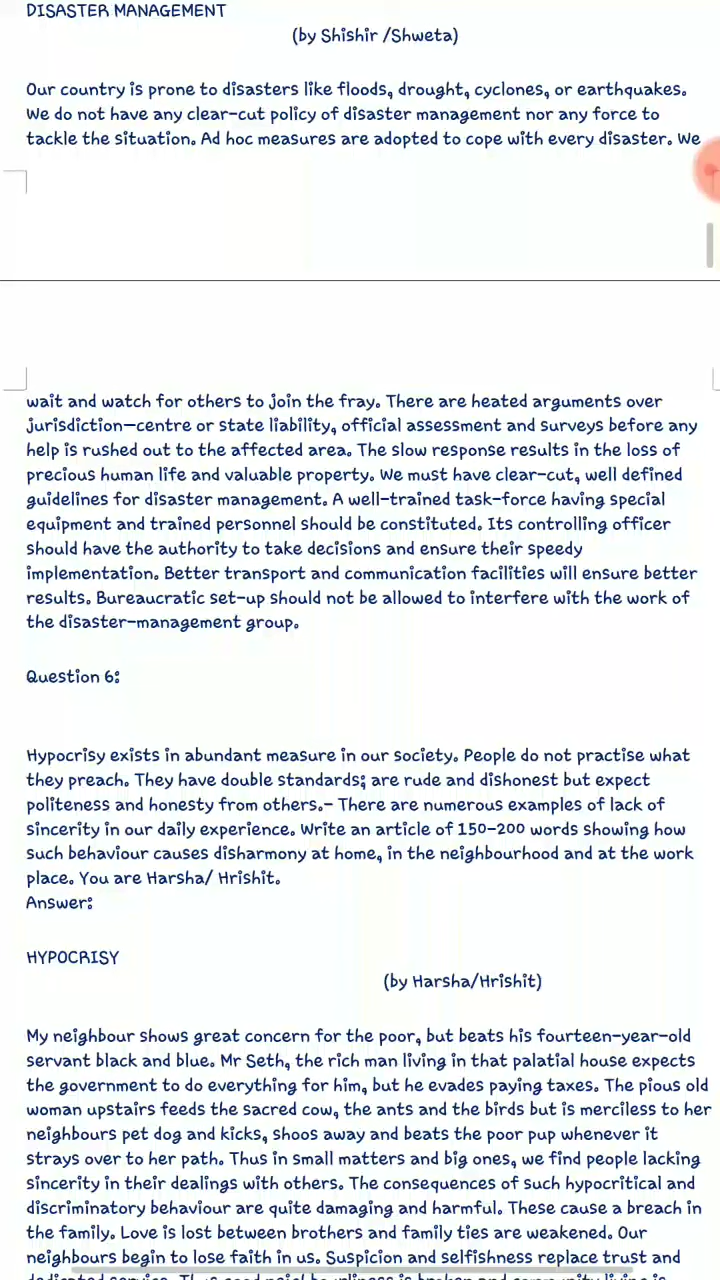 DISASTER MANAGEMENT
(by Shishir /Shweta)
Our country is prone to disasters like floods, drought, cyclones, or earthquakes.
We do not have any clear-cut policy of disaster management nor any force to
tackle the situation. Ad hoc measures are adopted to cope with every disaster. We
wait and watch for others to join the fray. There are heated arguments over
jurisdiction—centre or state liability, official assessment and surveys before any
help is rushed out to the affected area. The slow response results in the loss of
precious human life and valuable property. We must have clear-cut, well defined
guidelines for disaster management. A well-trained task-force having special
equipment and trained personnel should be constituted. Its controlling officer
should have the authority to take decisions and ensure their speedy
implementation. Better transport and communication facilities will ensure better
results. Bureaucratic set-up should not be allowed to interfere with the work of
the disaster-management group.
Question 6:
Hypocrisy exists in abundant measure in our society. People do not practise what
they preach. They have double standards; are rude and dishonest but expect
politeness and honesty from others.- There are numerous examples of lack of
sincerity in our daily experience. Write an article of 150-200 words showing how
such behaviour causes disharmony at home, in the neighbourhood and at the work
place. You are Harsha/ Hrishit.
Answer:
HYPOCRISY
(by Harsha/Hrishit)
My neighbour shows great concern for the poor, but beats his fourteen-year-old
servant black and blue. Mr Seth, the rich man living in that palatial house expects
the government to do everything for him, but he evades paying taxes. The pious old
woman upstairs feeds the sacred cow, the ants and the birds but is merciless to her
neighbours pet dog and kicks, shoos away and beats the poor pup whenever it
strays over to her path. Thus in small matters and big ones, we find people lacking
sincerity in their dealings with others. The consequences of such hypocritical and
discriminatory behaviour are quite damaging and harmful. These cause a breach in
the family. Love is lost between brothers and family ties are weakened. Our
neighbours begin to lose faith in us. Suspicion and selfishness replace trust and